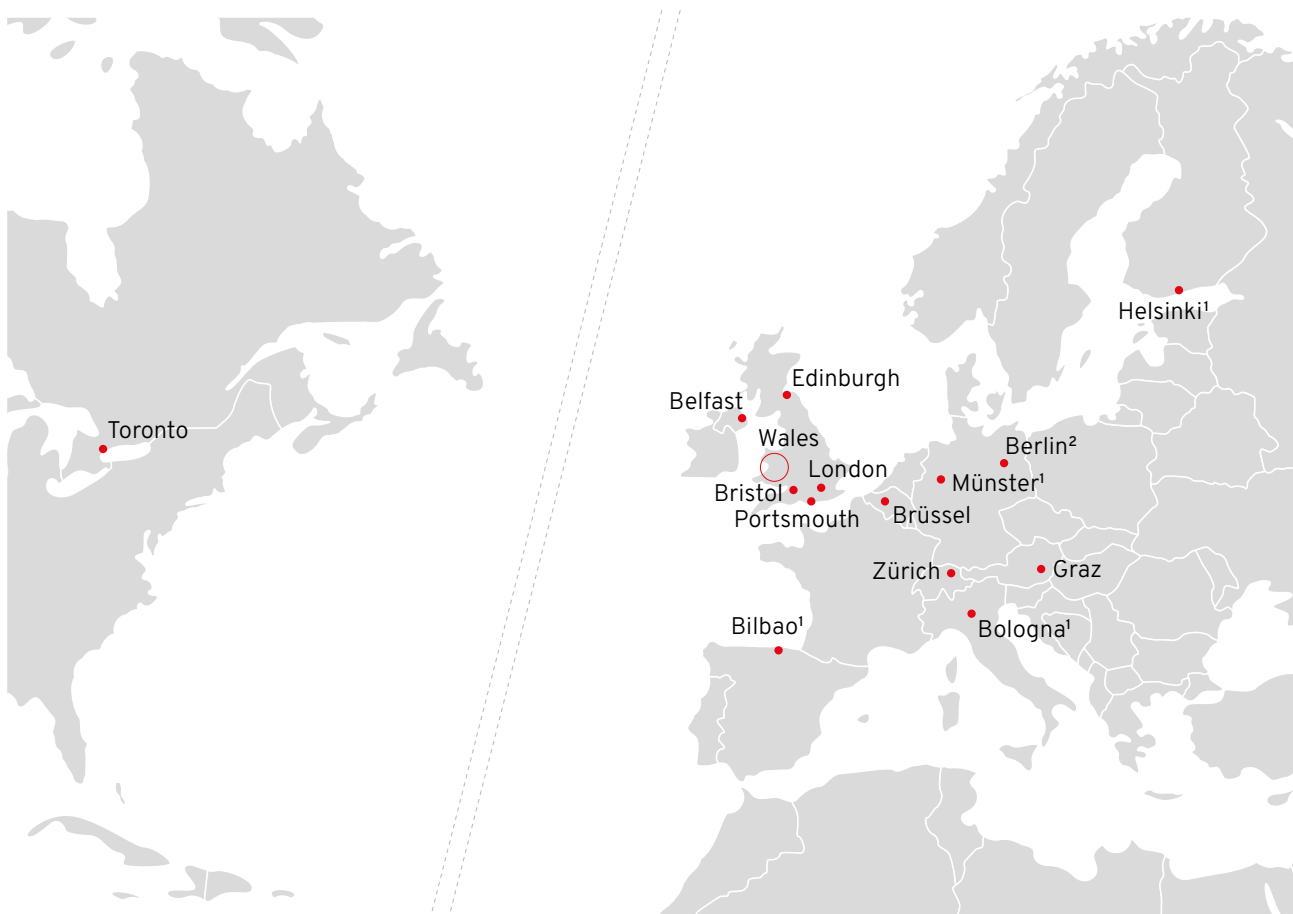 Helsinki¹
Edinburgh
Belfast
Toronto
Wales
Berlin²
London
Münster¹
Bristol
Portsmouth
Brüssel
Zürich
Graz
Bilbao¹
Bologna¹